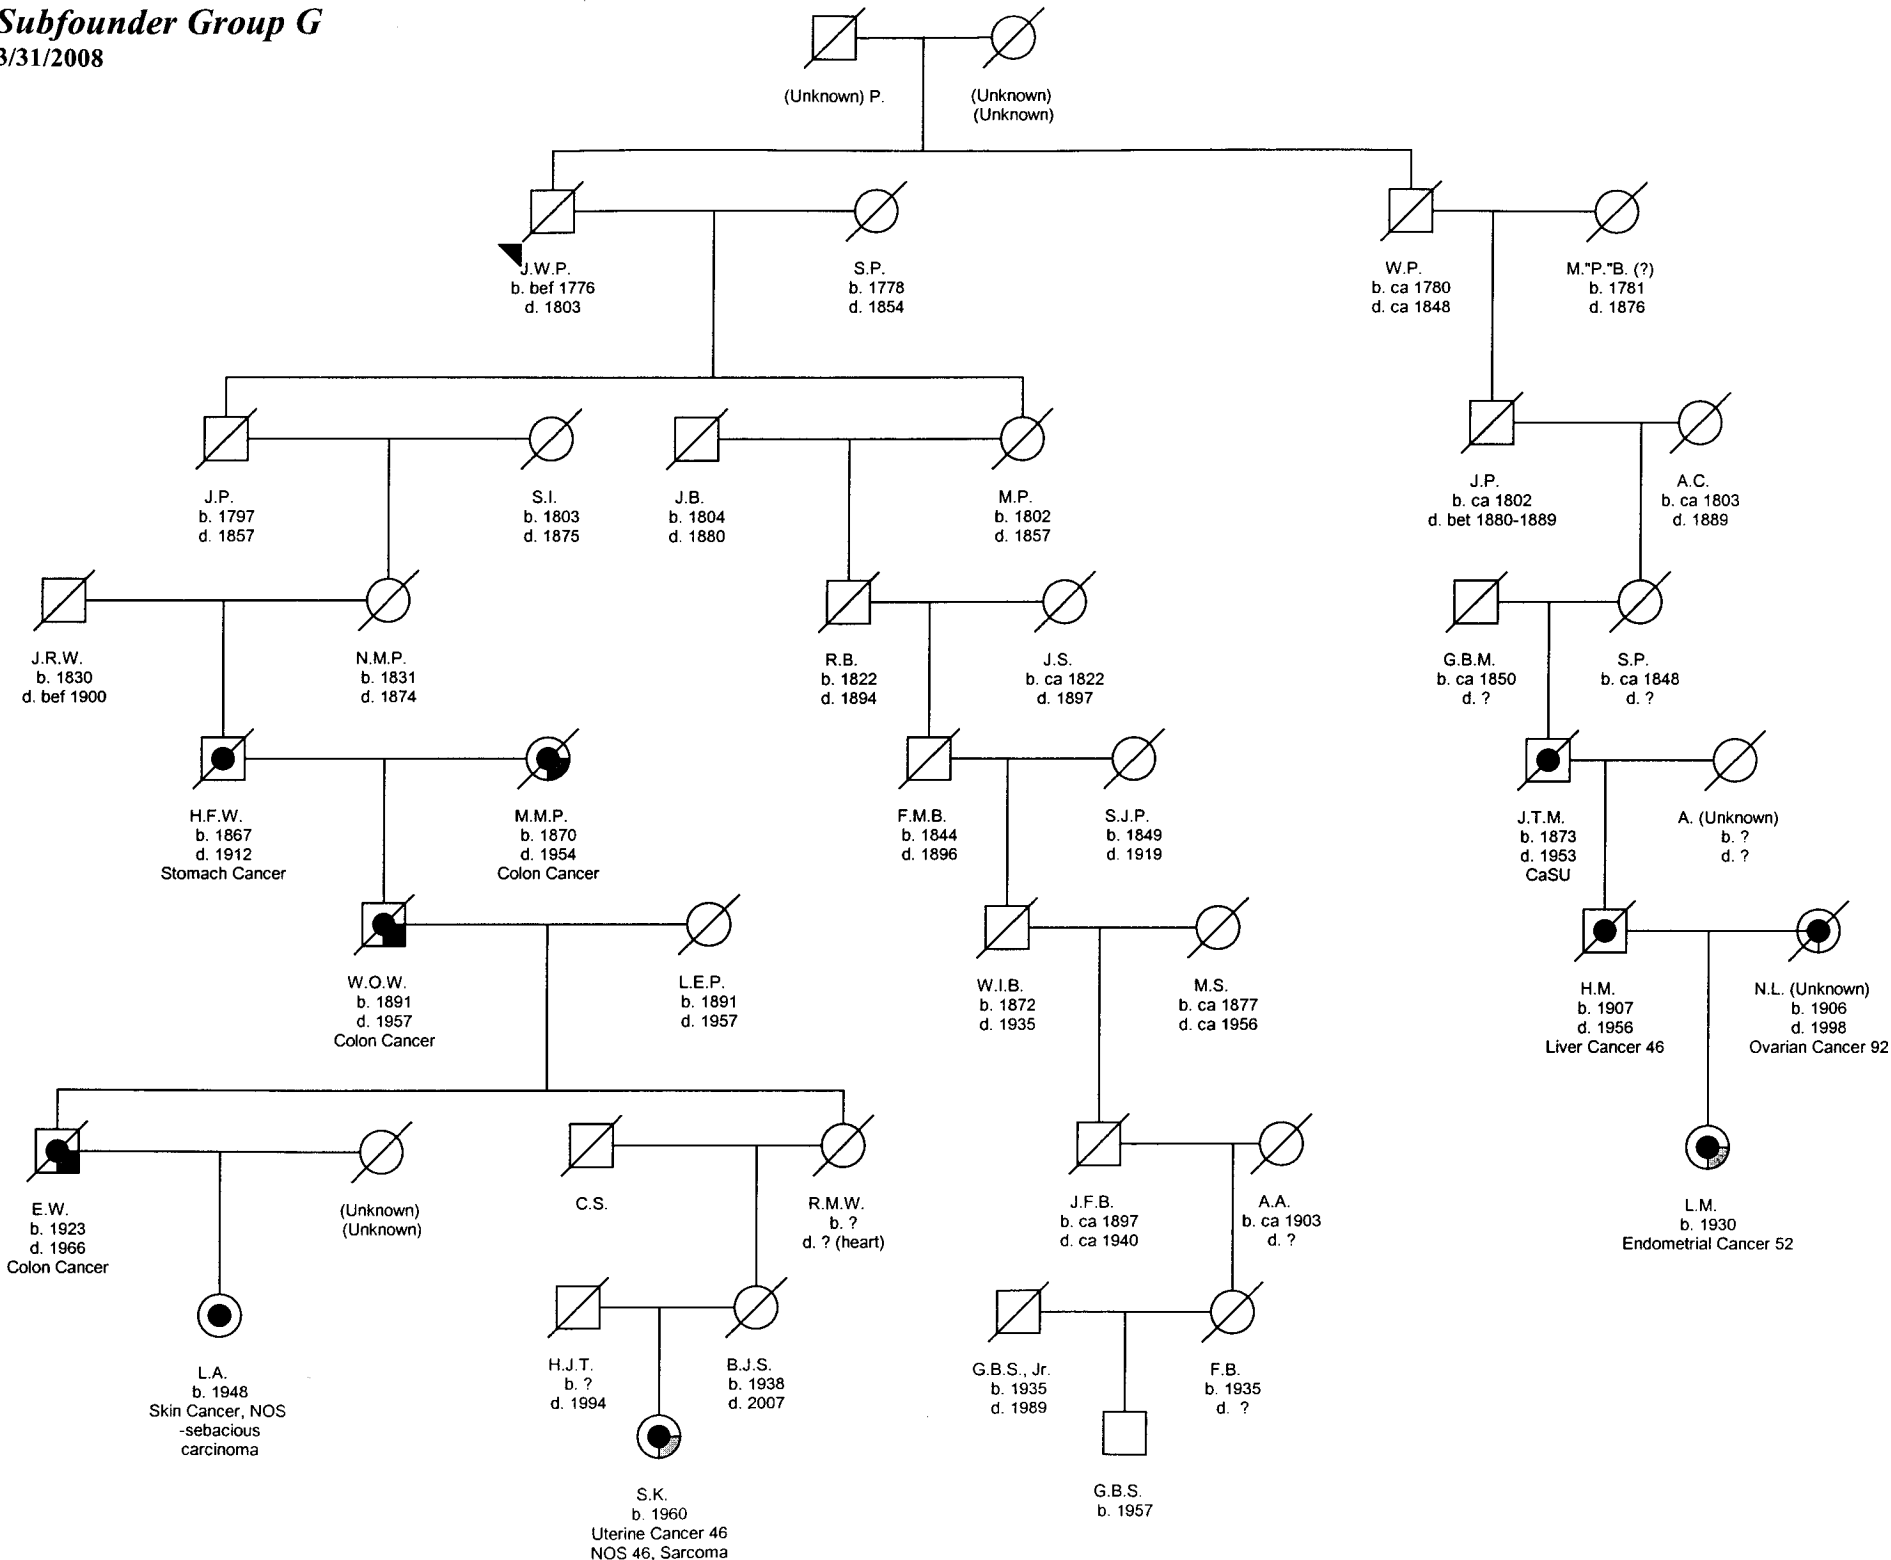 Subfounder Group G
3/31/2008
(Unknown) P.
(Unknown)
(Unknown)
J.W.P.
b. bef 1776
d. 1803
S.P.
b. 1778
d. 1854
W.P.
b. ca 1780
d. ca 1848
M."P."B. (?)
b. 1781
d. 1876
J.P.
b. 1797
d. 1857
S.I.
b. 1803
d. 1875
J.B.
b. 1804
d. 1880
M.P.
b. 1802
d. 1857
J.P.
b. ca 1802
d. bet 1880-1889
A.C.
b. ca 1803
d. 1889
J.R.W.
b. 1830
d. bef 1900
N.M.P.
b. 1831
d. 1874
R.B.
b. 1822
d. 1894
J.S.
b. ca 1822
d. 1897
G.B.M.
b. ca 1850
d. ?
S.P.
b. ca 1848
d. ?
H.F.W.
b. 1867
d. 1912
Stomach Cancer
M.M.P.
b. 1870
d. 1954
Colon Cancer
F.M.B.
b. 1844
d. 1896
S.J.P.
b. 1849
d. 1919
J.T.M.
b. 1873
d. 1953
CaSU
A. (Unknown)
b. ?
d. ?
W.O.W.
b. 1891
d. 1957
Colon Cancer
L.E.P.
b. 1891
d. 1957
W.I.B.
b. 1872
d. 1935
M.S.
b. ca 1877
d. ca 1956
H.M.
b. 1907
d. 1956
Liver Cancer 46
N.L. (Unknown)
b. 1906
d. 1998
Ovarian Cancer 92
E.W.
b. 1923
d. 1966
Colon Cancer
(Unknown)
(Unknown)
C.S.
R.M.W.
b. ?
d. ? (heart)
J.F.B.
b. ca 1897
d. ca 1940
A.A.
b. ca 1903
d. ?
L.M.
b. 1930
Endometrial Cancer 52
L.A.
b. 1948
Skin Cancer, NOS
-sebacious
carcinoma
H.J.T.
b. ?
d. 1994
B.J.S.
b. 1938
d. 2007
G.B.S., Jr.
b. 1935
d. 1989
F.B.
b. 1935
d. ?
S.K.
b. 1960
Uterine Cancer 46
NOS 46, Sarcoma
G.B.S.
b. 1957